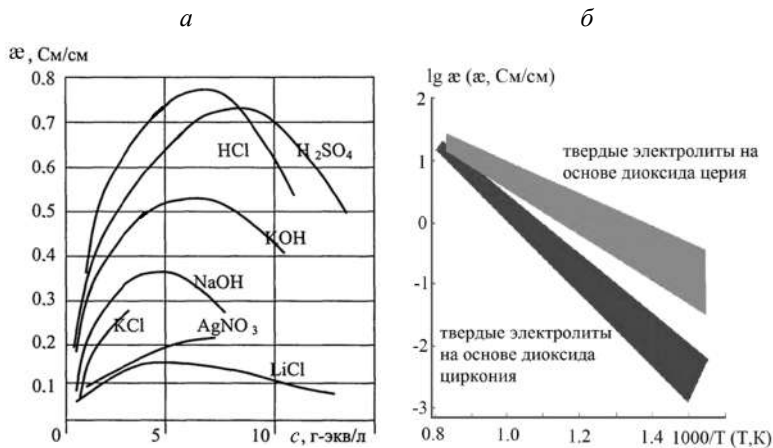 а
б
æ, См/см
0.8
0.7
0.6
0.5
0.4
0.3
0.2
0.1
0
5
10
с, г-экв/л
HCl
H₂SO₄
KOH
NaOH
KCl
AgNO₃
LiCl
lg æ (æ, См/см)
2
1
0
-1
-2
-3
твердые электролиты на
основе диоксида церия
твердые электролиты
на основе диоксида
циркония
0.8
1.0
1.2
1.4 1000/T (T,K)